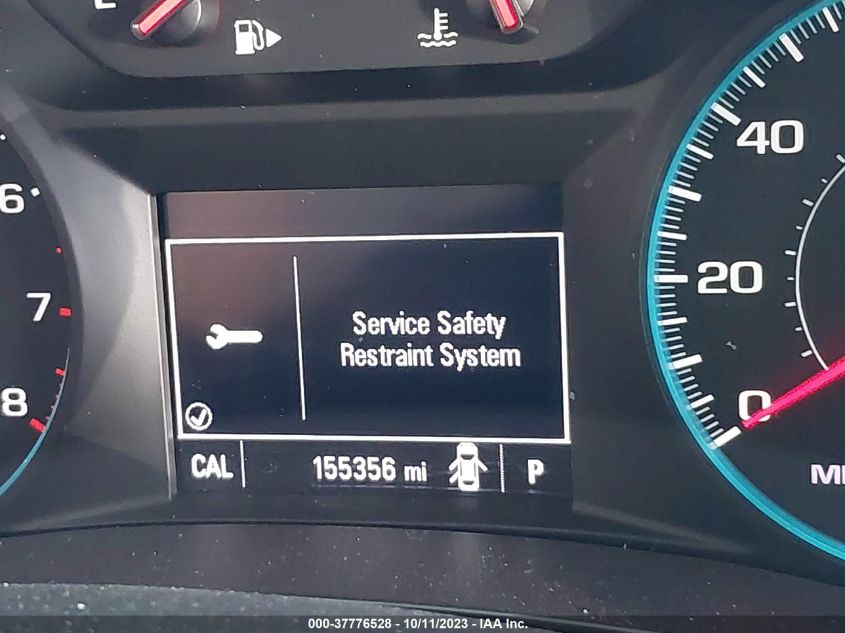 E
6
7
8
Service Safety
Restraint System
CAL
155356 mi
P
40
20
0
000-37776528 - 10/11/2023 - IAA Inc.